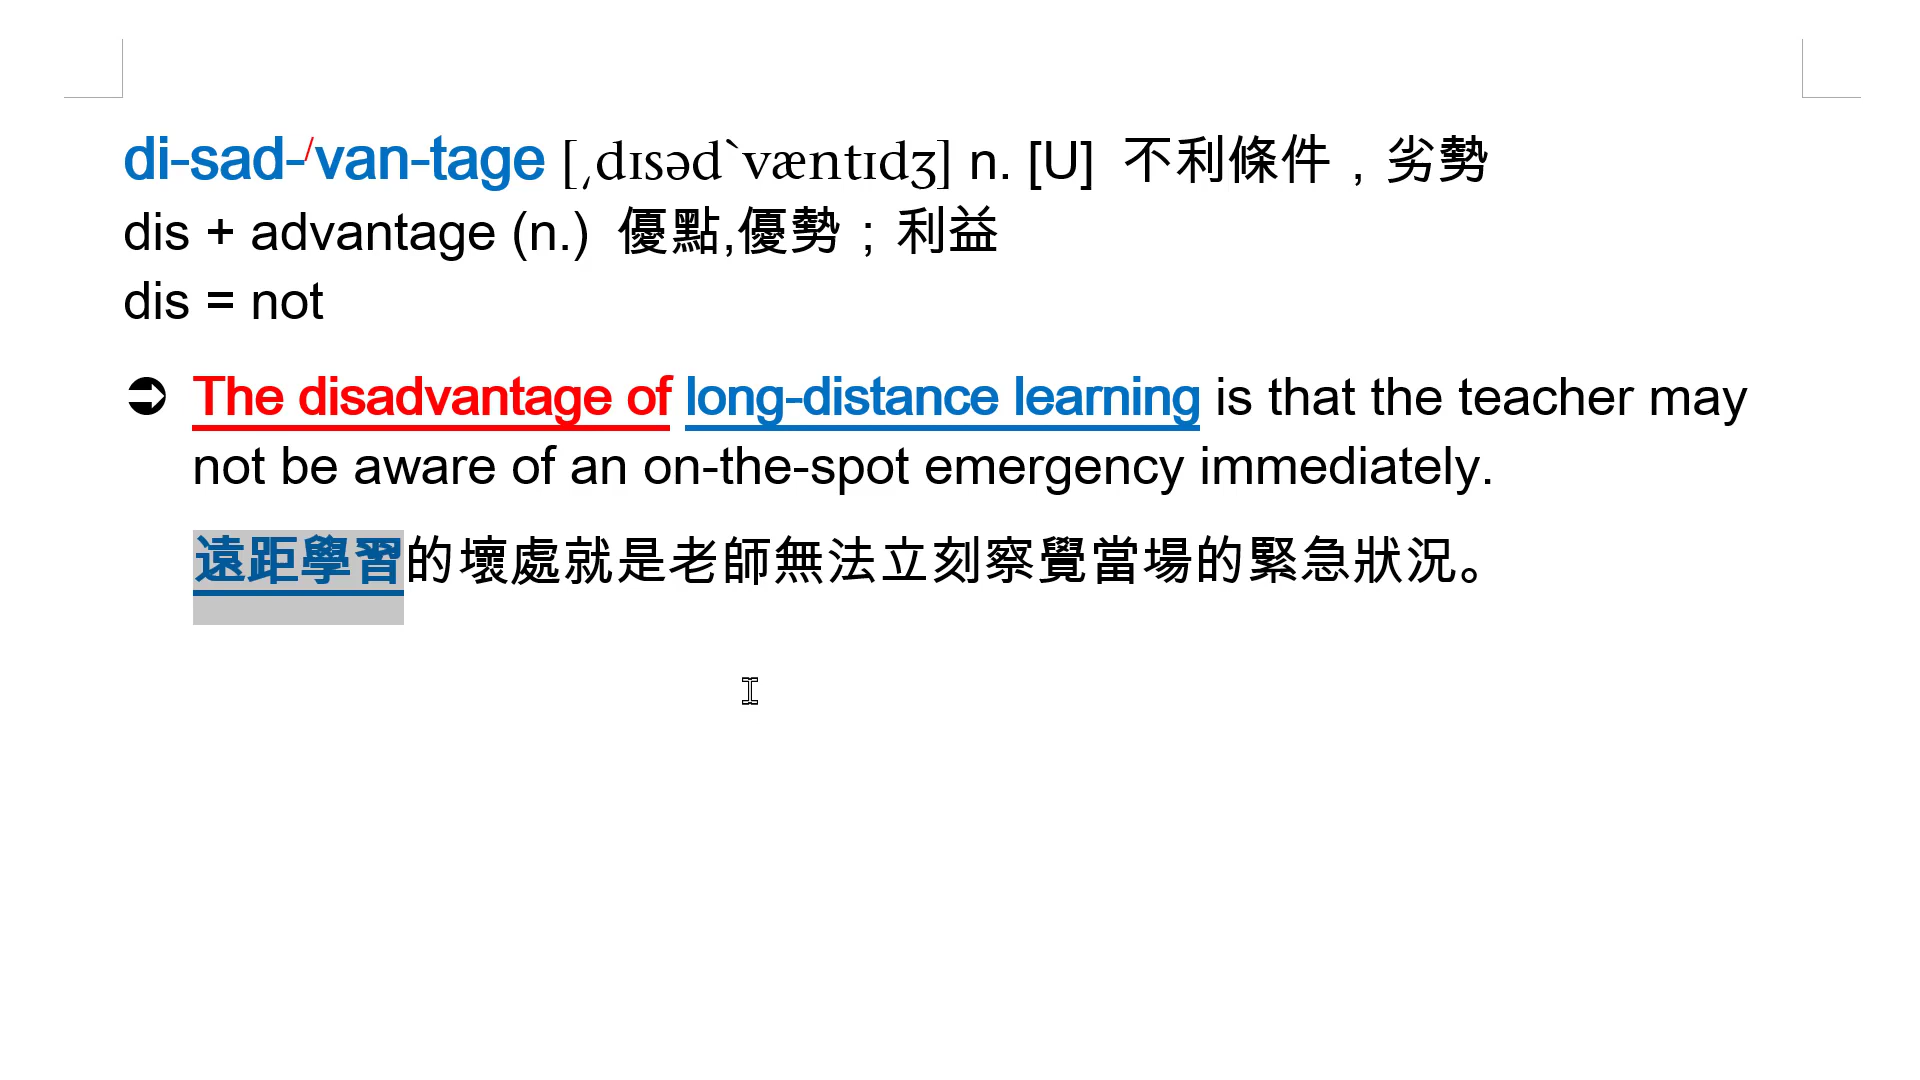 di-sad-/van-tage [ˌdɪsədˋvæntɪdʒ] n. [U] 不利條件，劣勢
dis + advantage (n.) 優點,優勢；利益
dis = not
➲ The disadvantage of long-distance learning is that the teacher may
not be aware of an on-the-spot emergency immediately.
遠距學習的壞處就是老師無法立刻察覺當場的緊急狀況。